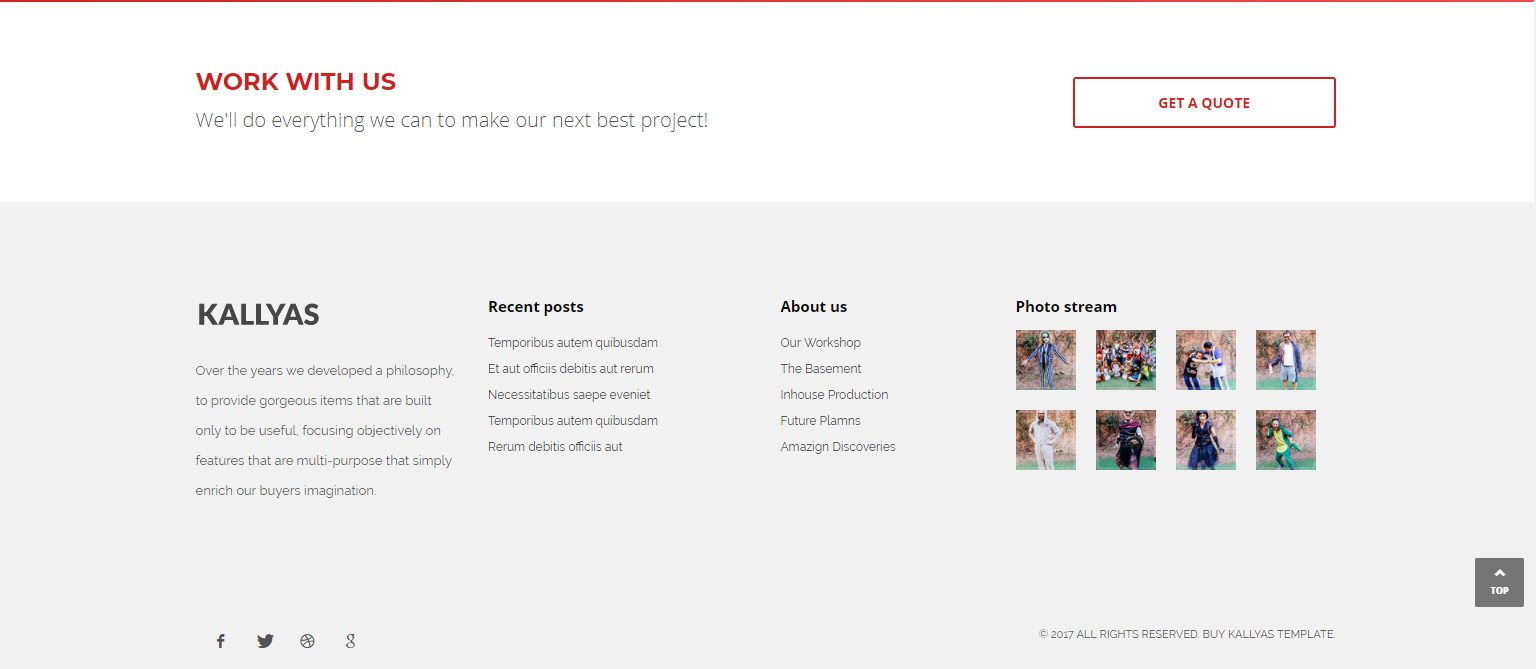 WORK WITH US
We'll do everything we can to make our next best project!
GET A QUOTE
KALLYAS
Over the years we developed a philosophy,
to provide gorgeous items that are built
only to be useful, focusing objectively on
features that are multi-purpose that simply
enrich our buyers imagination.
Recent posts
Temporibus autem quibusdam
Et aut officiis debitis aut rerum
Necessitatibus saepe eveniet
Temporibus autem quibusdam
Rerum debitis officiis aut
About us
Our Workshop
The Basement
Inhouse Production
Future Plamns
Amazign Discoveries
Photo stream
TOP
© 2017 ALL RIGHTS RESERVED. BUY KALLYAS TEMPLATE.